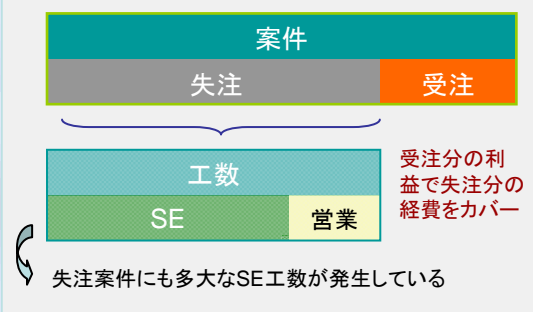 案件
失注 受注
工数
SE 営業
受注分の利
益で失注分の
経費をカバー
失注案件にも多大なSE工数が発生している